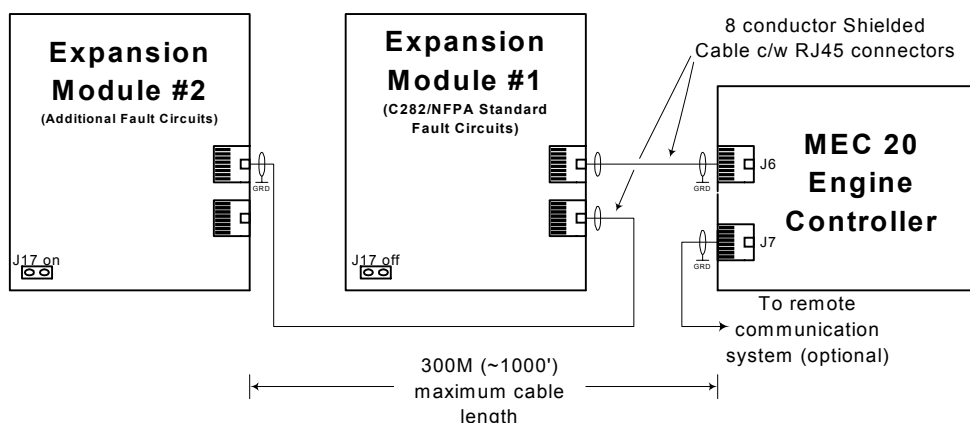 Expansion
Module #2
(Additional Fault Circuits)
GRD
J17 on
Expansion
Module #1
(C282/NFPA Standard
Fault Circuits)
J17 off
8 conductor Shielded
Cable c/w RJ45 connectors
MEC 20
Engine
Controller
J6
GRD
J7
GRD
To remote
communication
system (optional)
300M (~1000')
maximum cable
length